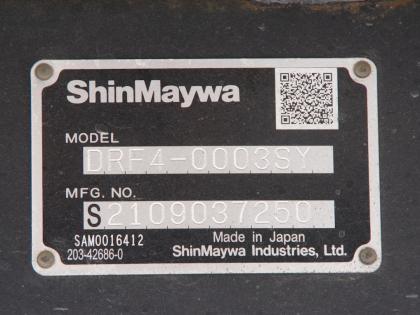 ShinMaywa
MODEL
DRF4-0003SY
MFG. NO.
S2109037250
SAM0016412
Made in Japan
203-42686-0
ShinMaywa Industries, Ltd.